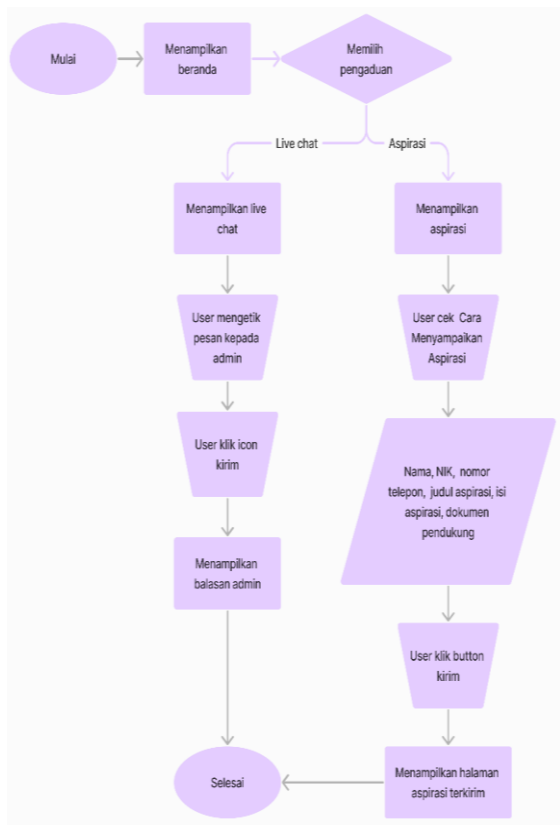 Mulai
Menampilkan
beranda
Memilih
pengaduan
Live chat
Aspirasi
Menampilkan live
chat
User mengetik
pesan kepada
admin
User klik icon
kirim
Menampilkan
balasan admin
Menampilkan
aspirasi
User cek Cara
Menyampaikan
Aspirasi
Nama, NIK, nomor
telepon, judul aspirasi, isi
aspirasi, dokumen
pendukung
User klik button
kirim
Menampilkan halaman
aspirasi terkirim
Selesai